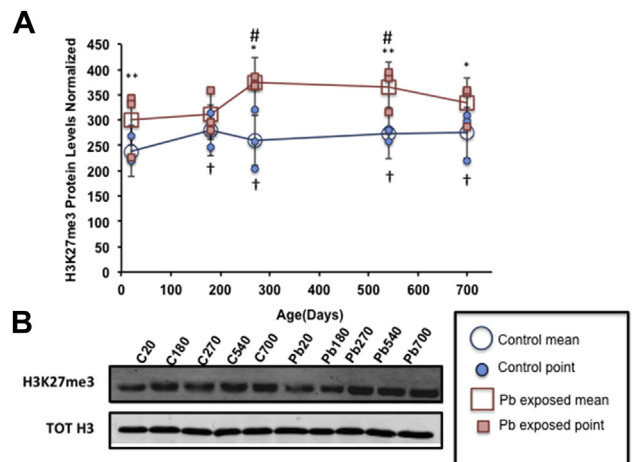 A
H3K27me3 Protein Levels Normalized
450
400
350
300
250
200
150
100
50
0
** # * # ** *
† † † †
0 100 200 300 400 500 600 700
Age(Days)
B
C20 C180 C270 C540 C700 Pb20 Pb180 Pb270 Pb540 Pb700
H3K27me3
TOT H3
Control mean
Control point
Pb exposed mean
Pb exposed point